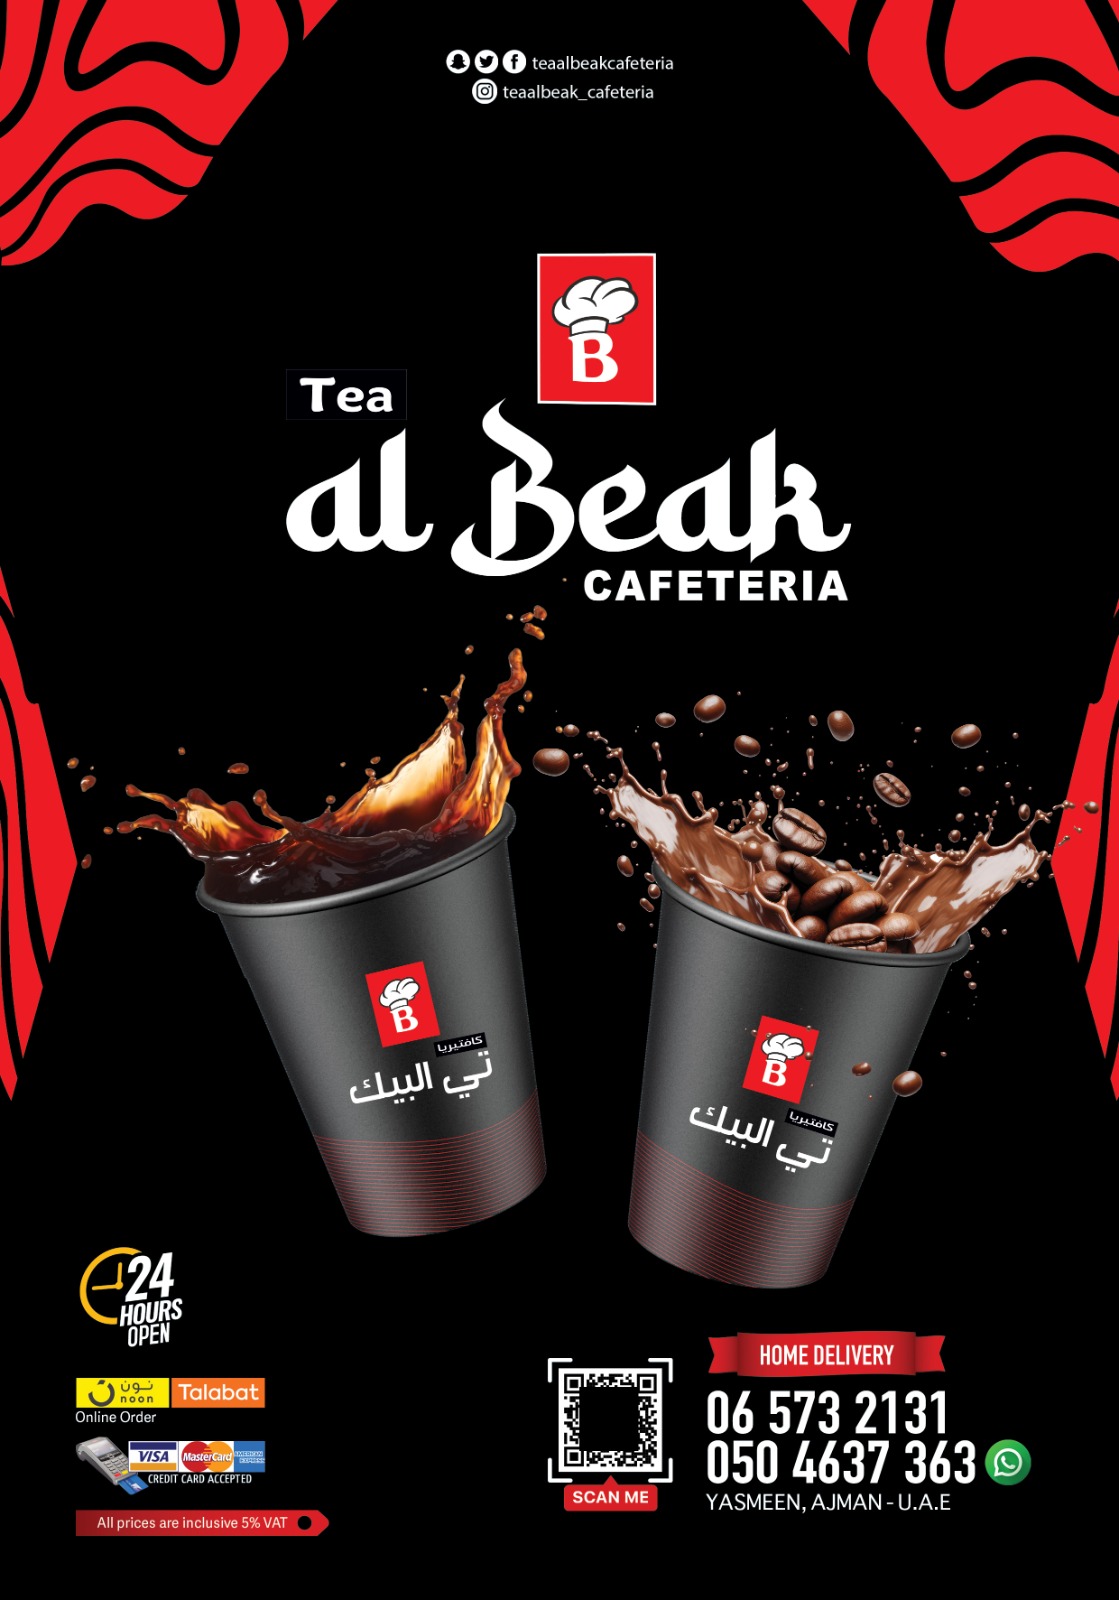 teaalbeakcafeteria
teaalbeak_cafeteria
B
Tea
al Beak
CAFETERIA
B
كافتيريا
تي البيك
B
كافتيريا
تي البيك
24
HOURS
OPEN
نون
noon
Talabat
Online Order
VISA
MasterCard
AMERICAN EXPRESS
CREDIT CARD ACCEPTED
All prices are inclusive 5% VAT
SCAN ME
HOME DELIVERY
06 573 2131
050 4637 363
YASMEEN, AJMAN - U.A.E